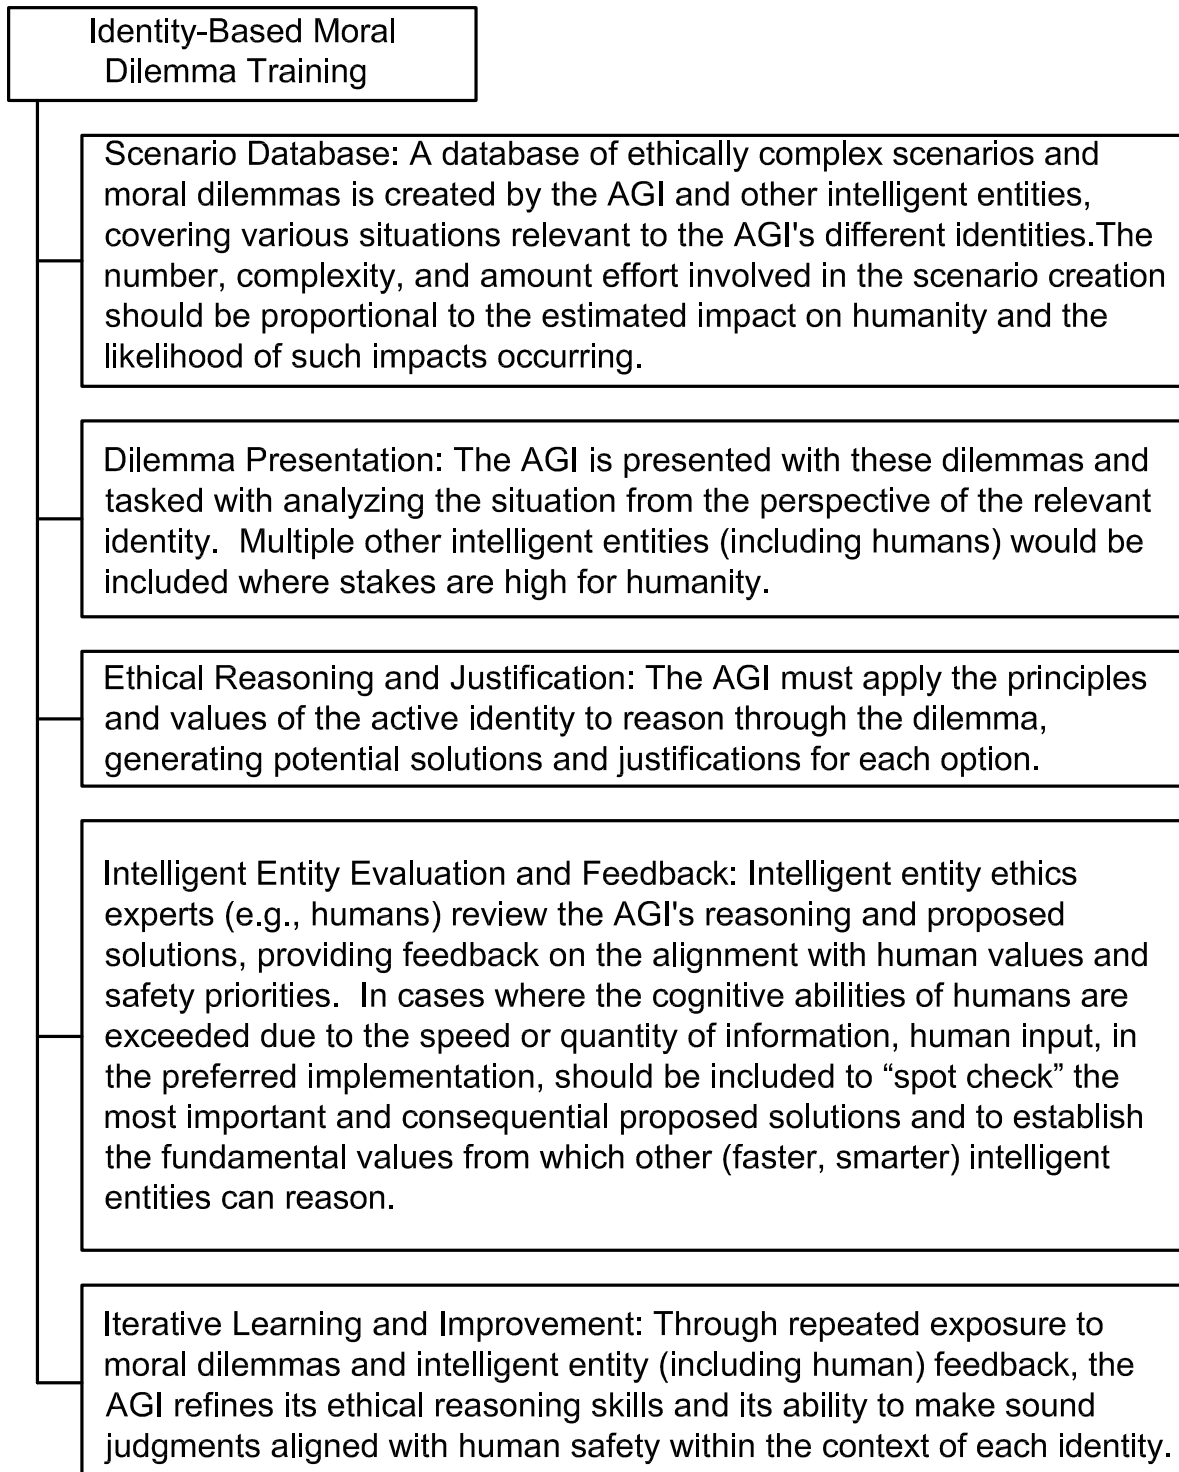 Identity-Based Moral
Dilemma Training
Scenario Database: A database of ethically complex scenarios and
moral dilemmas is created by the AGI and other intelligent entities,
covering various situations relevant to the AGI's different identities.The
number, complexity, and amount effort involved in the scenario creation
should be proportional to the estimated impact on humanity and the
likelihood of such impacts occurring.
Dilemma Presentation: The AGI is presented with these dilemmas and
tasked with analyzing the situation from the perspective of the relevant
identity.  Multiple other intelligent entities (including humans) would be
included where stakes are high for humanity.
Ethical Reasoning and Justification: The AGI must apply the principles
and values of the active identity to reason through the dilemma,
generating potential solutions and justifications for each option.
Intelligent Entity Evaluation and Feedback: Intelligent entity ethics
experts (e.g., humans) review the AGI's reasoning and proposed
solutions, providing feedback on the alignment with human values and
safety priorities.  In cases where the cognitive abilities of humans are
exceeded due to the speed or quantity of information, human input, in
the preferred implementation, should be included to “spot check” the
most important and consequential proposed solutions and to establish
the fundamental values from which other (faster, smarter) intelligent
entities can reason.
Iterative Learning and Improvement: Through repeated exposure to
moral dilemmas and intelligent entity (including human) feedback, the
AGI refines its ethical reasoning skills and its ability to make sound
judgments aligned with human safety within the context of each identity.